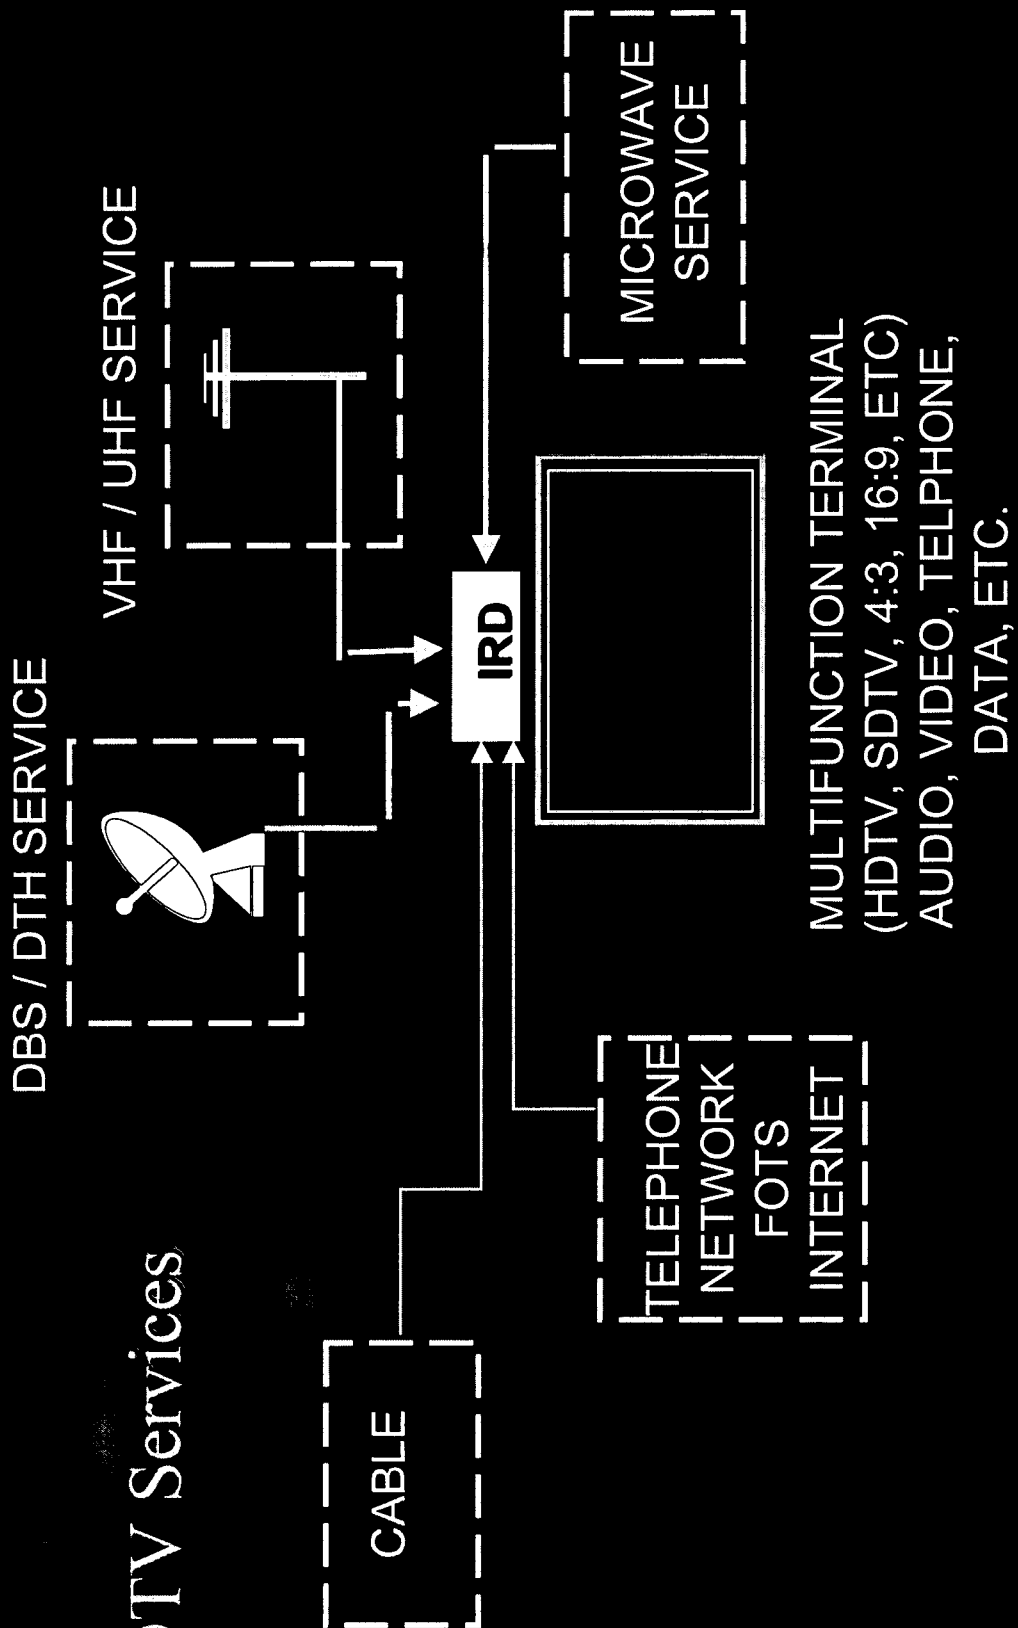 DTV Services
DBS / DTH SERVICE
VHF / UHF SERVICE
CABLE
IRD
TELEPHONE
NETWORK
FOTS
INTERNET
MICROWAVE
SERVICE
MULTIFUNCTION TERMINAL
(HDTV, SDTV, 4:3, 16:9, ETC)
AUDIO, VIDEO, TELPHONE,
DATA, ETC.